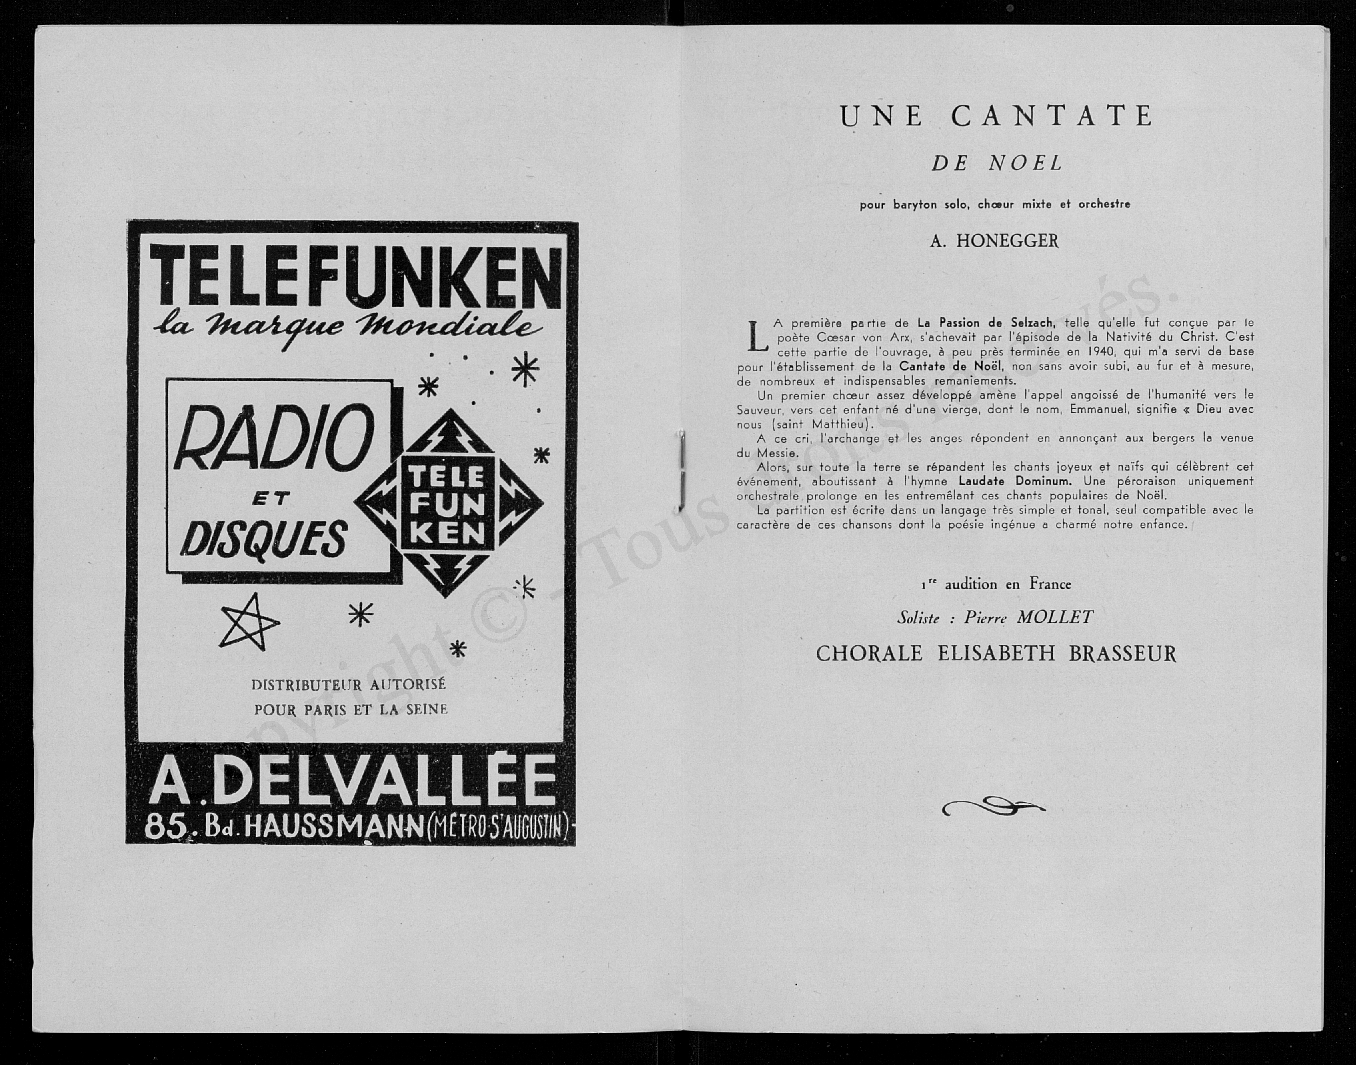 TELEFUNKEN
la marque mondiale
RADIO
ET
DISQUES
TELE
FUN
KEN
DISTRIBUTEUR AUTORISÉ
POUR PARIS ET LA SEINE
A. DELVALLÉE
85. Bd. HAUSSMANN (MÉTRO St AUGUSTIN)
UNE CANTATE
DE NOEL
pour baryton solo, chœur mixte et orchestre
A. HONEGGER
LA première partie de La Passion de Selzach, telle qu'elle fut conçue par le
poète Cœsar von Arx, s'achevait par l'épisode de la Nativité du Christ. C'est
cette partie de l'ouvrage, à peu près terminée en 1940, qui m'a servi de base
pour l'établissement de la Cantate de Noël, non sans avoir subi, au fur et à mesure,
de nombreux et indispensables remaniements.
Un premier chœur assez développé amène l'appel angoissé de l'humanité vers le
Sauveur, vers cet enfant né d'une vierge, dont le nom, Emmanuel, signifie « Dieu avec
nous (saint Matthieu).
A ce cri, l'archange et les anges répondent en annonçant aux bergers la venue
du Messie.
Alors, sur toute la terre se répandent les chants joyeux et naïfs qui célèbrent cet
événement, aboutissant à l'hymne Laudate Dominum. Une péroraison uniquement
orchestrale prolonge en les entremêlant ces chants populaires de Noël.
La partition est écrite dans un langage très simple et tonal, seul compatible avec le
caractère de ces chansons dont la poésie ingénue a charmé notre enfance.
1re audition en France
Soliste : Pierre MOLLET
CHORALE ELISABETH BRASSEUR
Copyright © - Tous droits réservés.